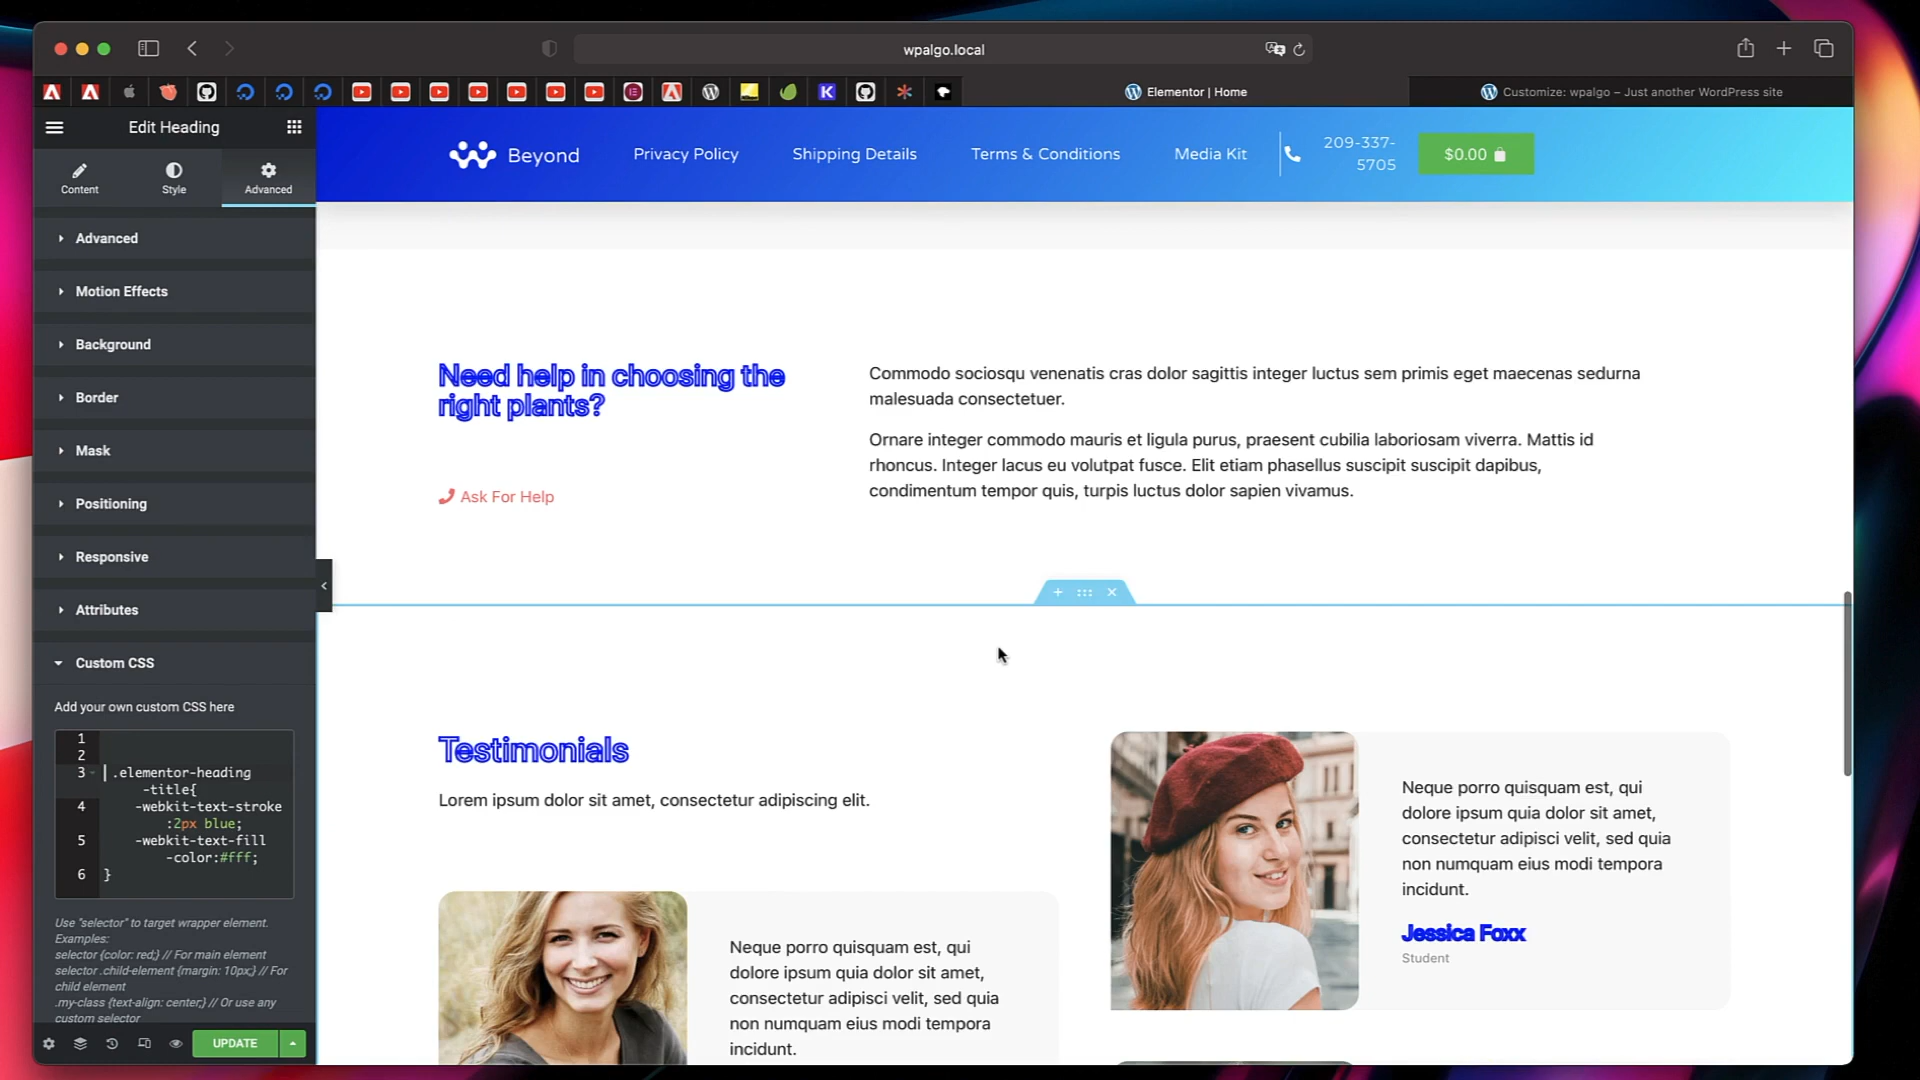 wpalgo.local
Elementor | Home
Customize: wpalgo – Just another WordPress site
Edit Heading
Content
Style
Advanced
Advanced
Motion Effects
Background
Border
Mask
Positioning
Responsive
Attributes
Custom CSS
Add your own custom CSS here
1
2
3 .elementor-heading
-title{
4 -webkit-text-stroke
:2px blue;
5 -webkit-text-fill
-color:#fff;
6 }
Use "selector" to target wrapper element.
Examples:
selector {color: red;} // For main element
selector .child-element {margin: 10px;} // For
child element
.my-class {text-align: center;} // Or use any
custom selector
UPDATE
Beyond
Privacy Policy
Shipping Details
Terms & Conditions
Media Kit
209-337-
5705
$0.00
Need help in choosing the
right plants?
Ask For Help
Commodo sociosqu venenatis cras dolor sagittis integer luctus sem primis eget maecenas sedurna
malesuada consectetuer.
Ornare integer commodo mauris et ligula purus, praesent cubilia laboriosam viverra. Mattis id
rhoncus. Integer lacus eu volutpat fusce. Elit etiam phasellus suscipit suscipit dapibus,
condimentum tempor quis, turpis luctus dolor sapien vivamus.
Testimonials
Lorem ipsum dolor sit amet, consectetur adipiscing elit.
Neque porro quisquam est, qui
dolore ipsum quia dolor sit amet,
consectetur adipisci velit, sed quia
non numquam eius modi tempora
incidunt.
Neque porro quisquam est, qui
dolore ipsum quia dolor sit amet,
consectetur adipisci velit, sed quia
non numquam eius modi tempora
incidunt.
Jessica Foxx
Student